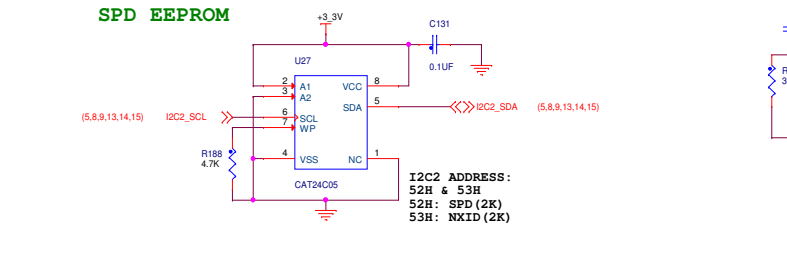 SPD EEPROM
+3_3V
C131
0.1UF
U27
2 A1
3 A2
6 SCL
7 WP
4 VSS
VCC 8
SDA 5
NC 1
(5,8,9,13,14,15) I2C2_SCL
I2C2_SDA (5,8,9,13,14,15)
R188
4.7K
CAT24C05
I2C2 ADDRESS:
52H & 53H
52H: SPD(2K)
53H: NXID(2K)
R
3